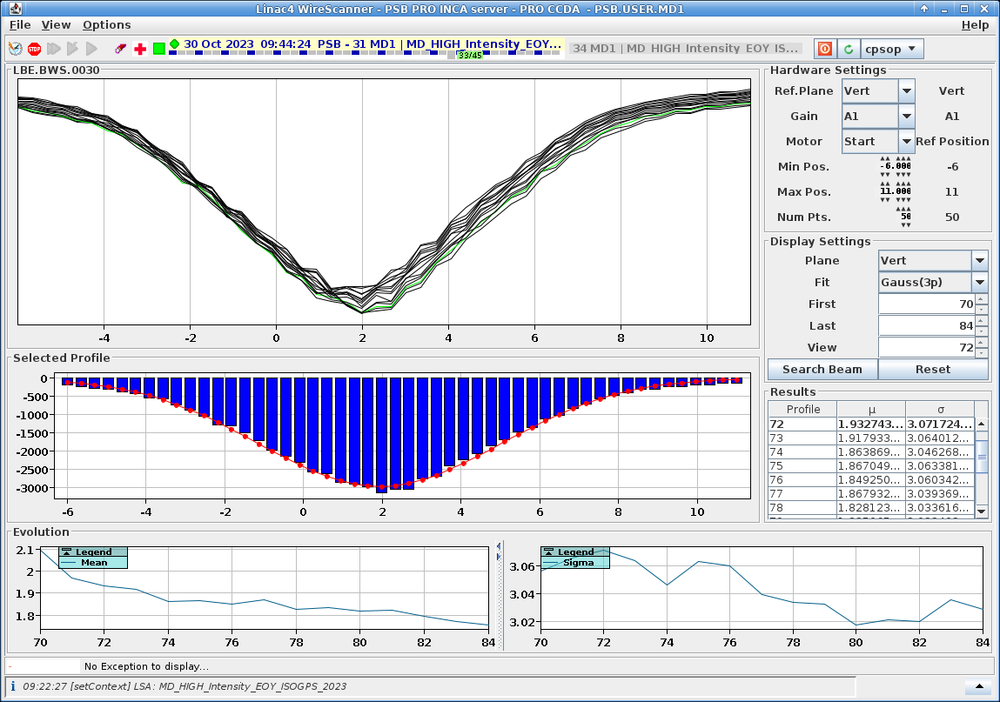 Linac4 WireScanner - PSB PRO INCA server - PRO CCDA - PSB.USER.MD1
File View Options Help
STOP
30 Oct 2023 09:44:24 PSB - 31 MD1 | MD_HIGH_Intensity_EOY...
33/45
34 MD1 | MD_HIGH_Intensity EOY IS...
cpsop
LBE.BWS.0030
-4 -2 0 2 4 6 8 10
Selected Profile
0
-500
-1000
-1500
-2000
-2500
-3000
-6 -4 -2 0 2 4 6 8 10
Hardware Settings
Ref.Plane Vert Vert
Gain A1 A1
Motor Start Ref Position
Min Pos. -6.000 -6
Max Pos. 11.000 11
Num Pts. 50 50
Display Settings
Plane Vert
Fit Gauss(3p)
First 70
Last 84
View 72
Search Beam Reset
Results
Profile μ σ
72 1.932743... 3.071724...
73 1.917933... 3.064012...
74 1.863869... 3.046268...
75 1.867049... 3.063381...
76 1.849250... 3.060342...
77 1.867932... 3.039369...
78 1.828123... 3.033616...
Evolution
Legend
Mean
2.1
2
1.9
1.8
70 72 74 76 78 80 82 84
Legend
Sigma
3.06
3.04
3.02
70 72 74 76 78 80 82 84
- No Exception to display...
i 09:22:27 [setContext] LSA: MD_HIGH_Intensity_EOY_ISOGPS_2023